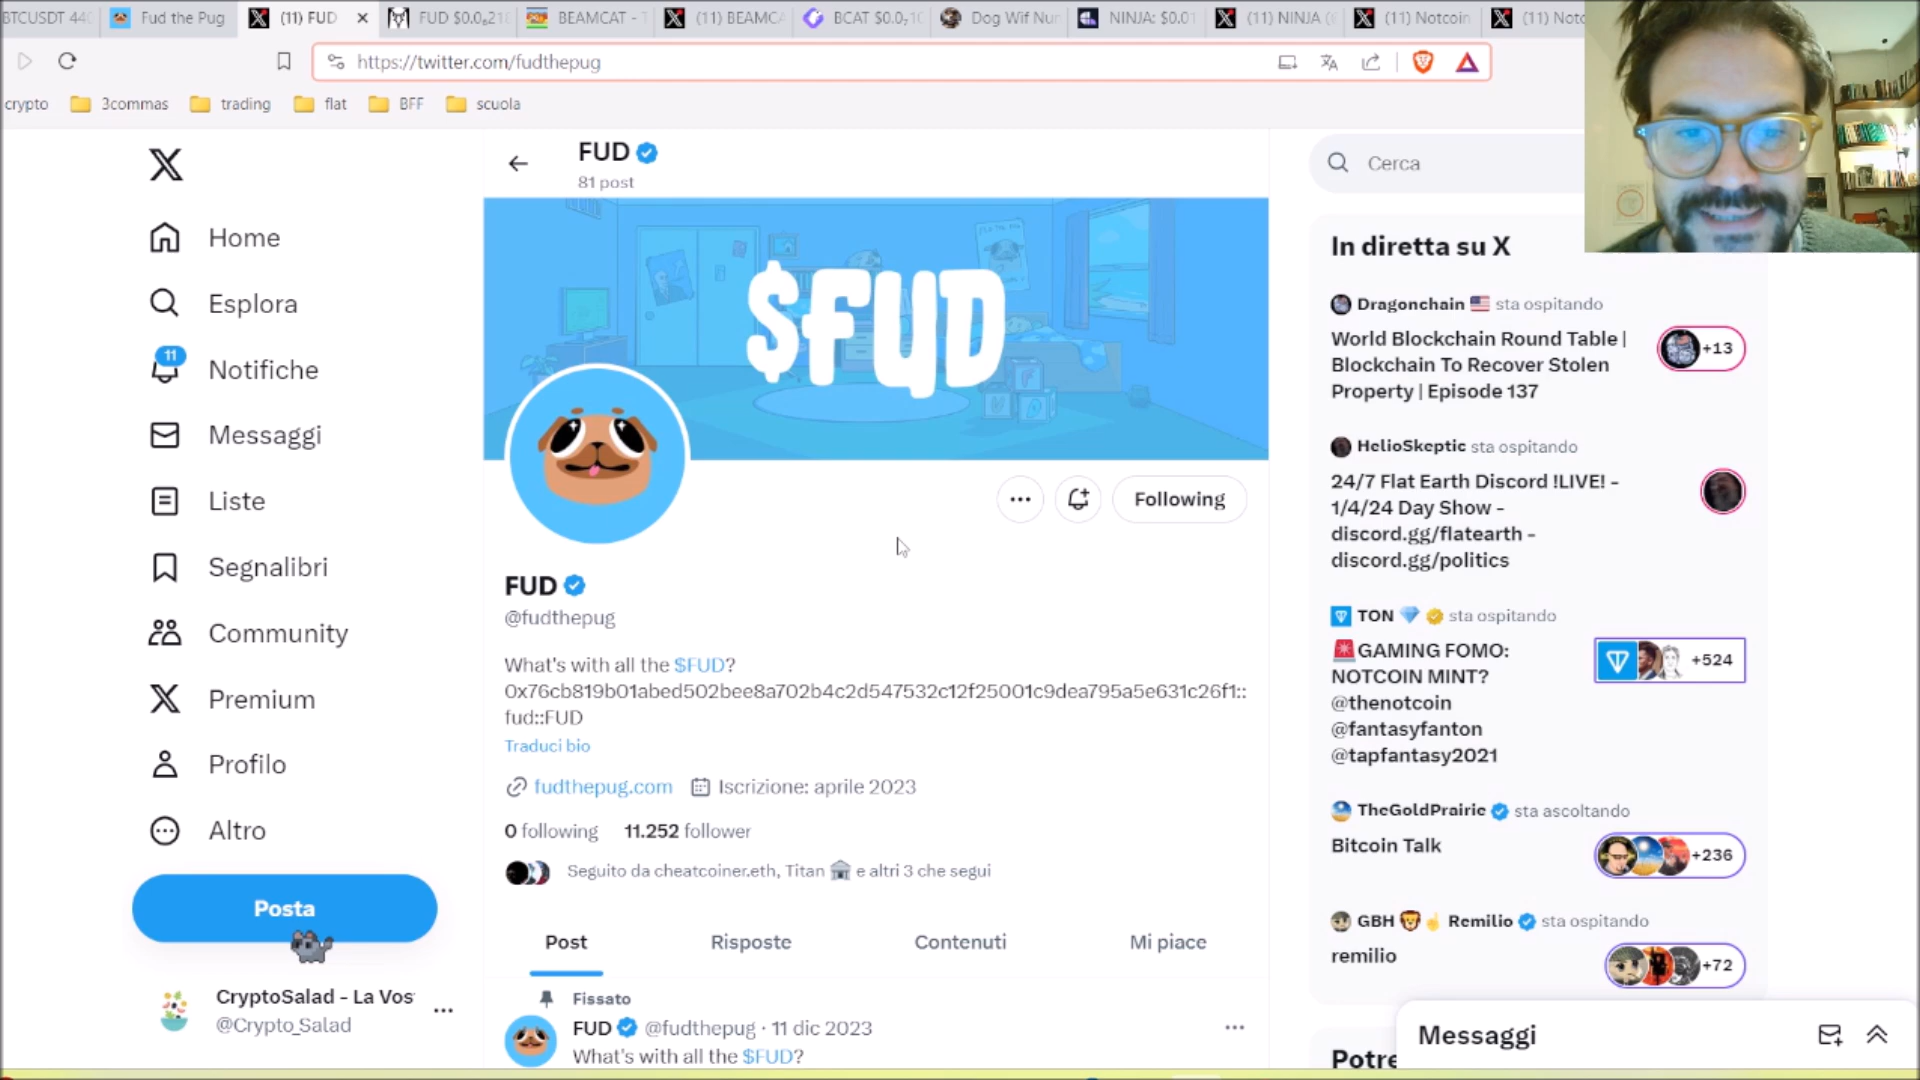 BTCUSDT 44
Fud the Pug
(11) FUD
FUD $0.0₆21
BEAMCAT - T
(11) BEAMCA
BCAT $0.0₇1
Dog Wif Nun
NINJA: $0.01
(11) NINJA
(11) Notcoin
(11) Notc
https://twitter.com/fudthepug
crypto
3commas
trading
flat
BFF
scuola
Home
Esplora
11
Notifiche
Messaggi
Liste
Segnalibri
Community
Premium
Profilo
Altro
Posta
CryptoSalad - La Vos
@Crypto_Salad
FUD
81 post
$FUD
Following
FUD
@fudthepug
What's with all the $FUD?
0x76cb819b01abed502bee8a702b4c2d547532c12f25001c9dea795a5e631c26f1::
fud::FUD
Traduci bio
fudthepug.com Iscrizione: aprile 2023
0 following 11.252 follower
Seguito da cheatcoiner.eth, Titan 🏛 e altri 3 che segui
Post Risposte Contenuti Mi piace
Fissato
FUD @fudthepug · 11 dic 2023
What's with all the $FUD?
Cerca
In diretta su X
Dragonchain 🇺🇸 sta ospitando
World Blockchain Round Table |
Blockchain To Recover Stolen
Property | Episode 137
+13
HelioSkeptic sta ospitando
24/7 Flat Earth Discord !LIVE! -
1/4/24 Day Show -
discord.gg/flatearth -
discord.gg/politics
TON 💎 sta ospitando
🚨GAMING FOMO:
NOTCOIN MINT?
@thenotcoin
@fantasyfanton
@tapfantasy2021
+524
TheGoldPrairie sta ascoltando
Bitcoin Talk
+236
GBH 🦁☝ Remilio sta ospitando
remilio
+72
Messaggi
Potre